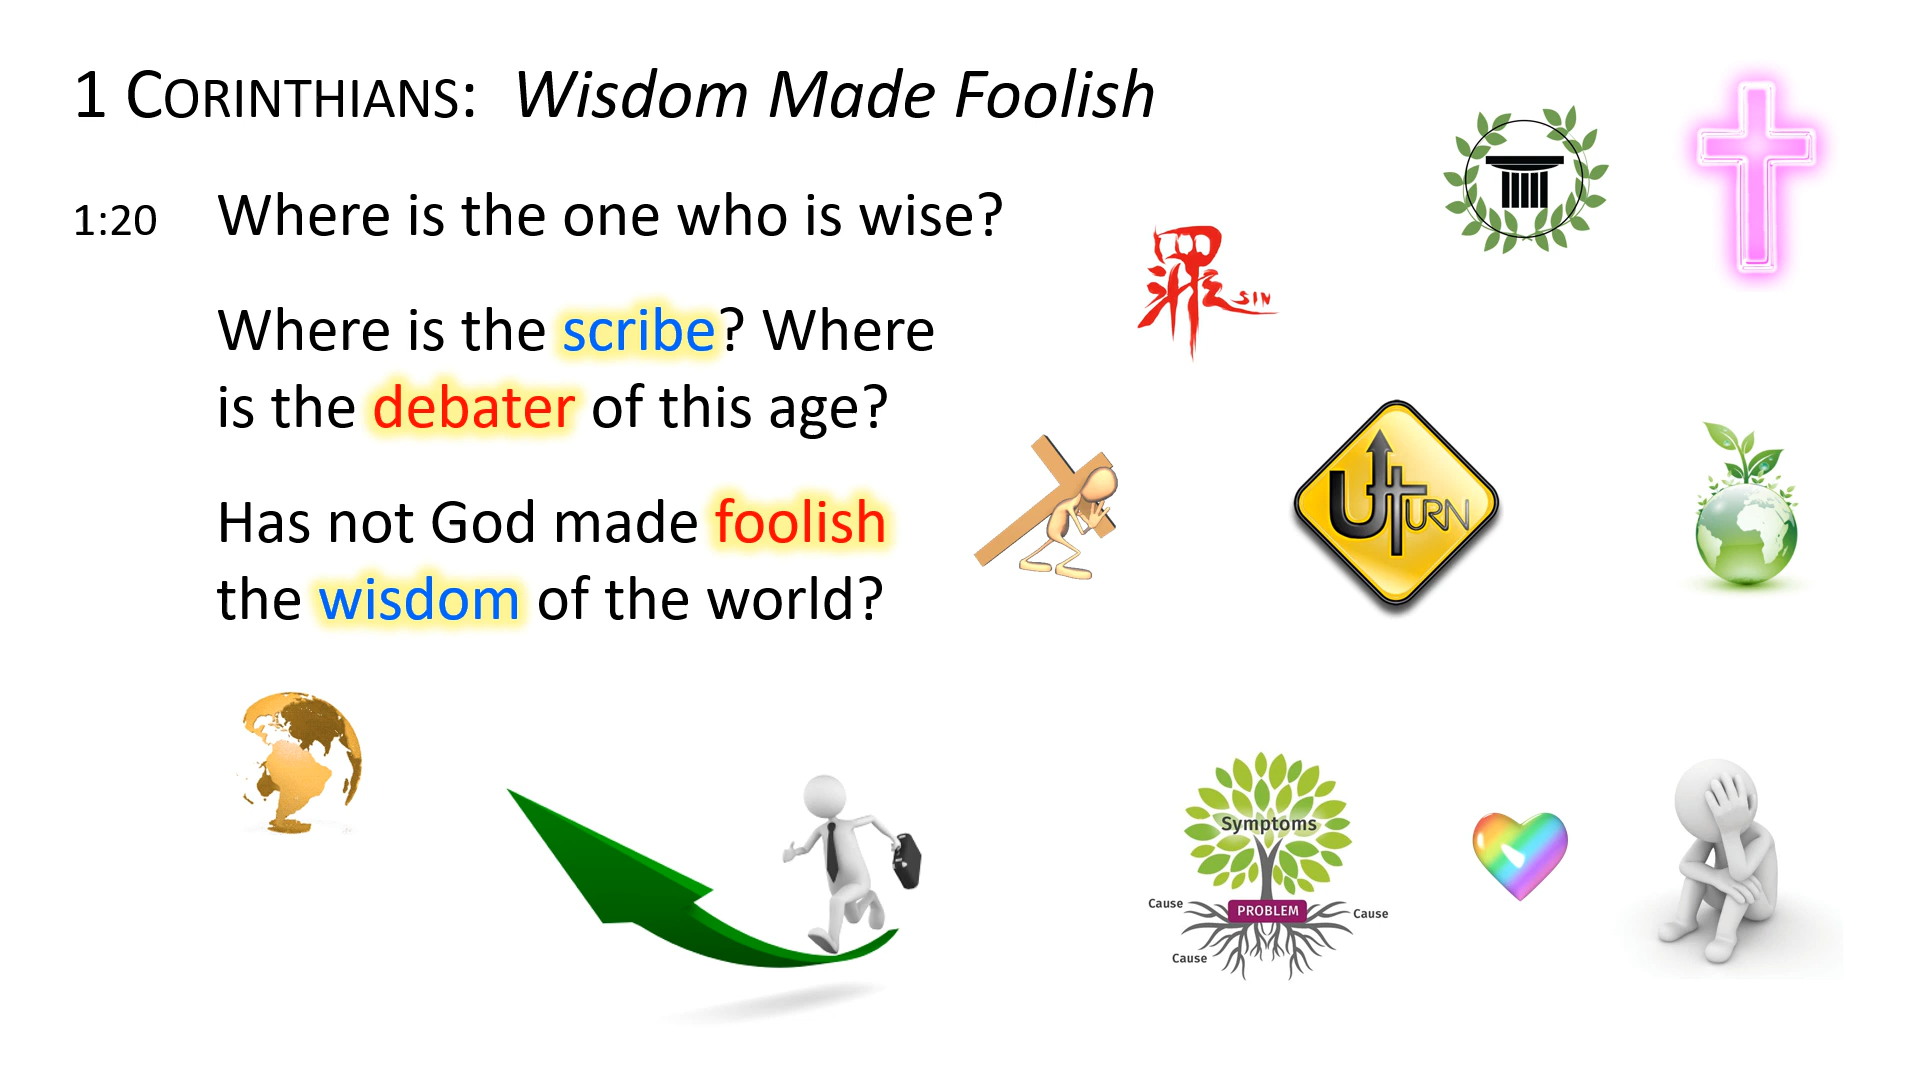 1 CORINTHIANS: Wisdom Made Foolish
1:20 Where is the one who is wise?
Where is the scribe? Where
is the debater of this age?
Has not God made foolish
the wisdom of the world?
罪 SIN
U TURN
Symptoms
PROBLEM
Cause
Cause
Cause